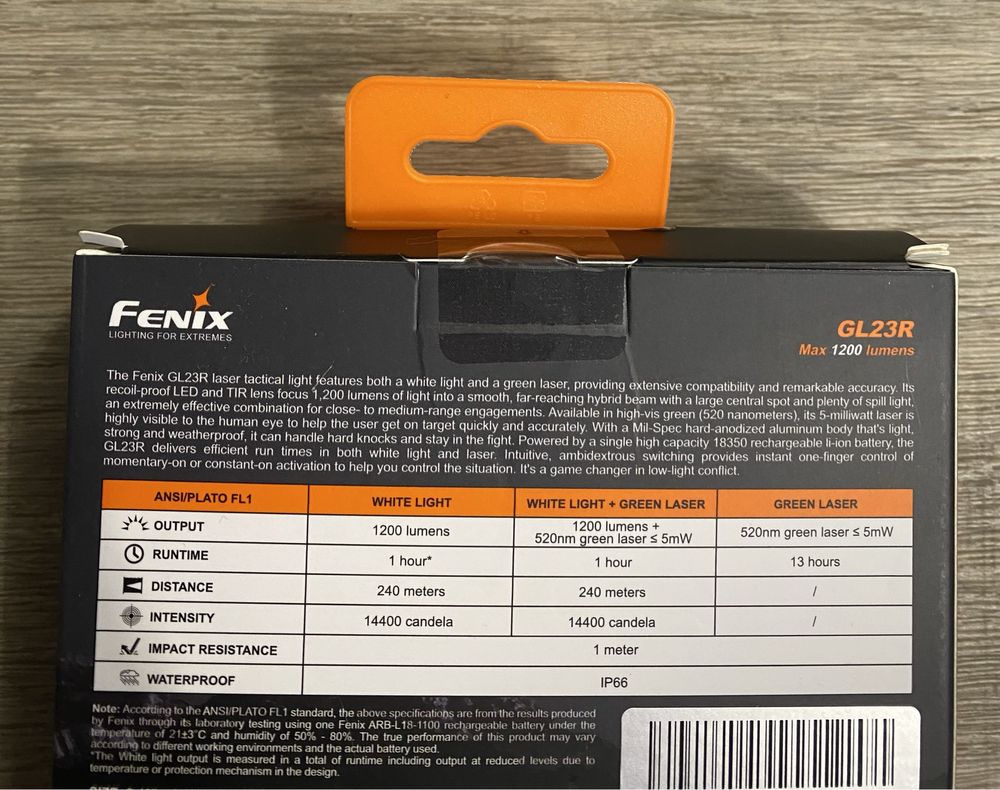 FENIX
LIGHTING FOR EXTREMES
GL23R
Max 1200 lumens
The Fenix GL23R laser tactical light features both a white light and a green laser, providing extensive compatibility and remarkable accuracy. Its
recoil-proof LED and TIR lens focus 1,200 lumens of light into a smooth, far-reaching hybrid beam with a large central spot and plenty of spill light,
an extremely effective combination for close- to medium-range engagements. Available in high-vis green (520 nanometers), its 5-milliwatt laser is
highly visible to the human eye to help the user get on target quickly and accurately. With a Mil-Spec hard-anodized aluminum body that's light,
strong and weatherproof, it can handle hard knocks and stay in the fight. Powered by a single high capacity 18350 rechargeable li-ion battery, the
GL23R delivers efficient run times in both white light and laser. Intuitive, ambidextrous switching provides instant one-finger control of
momentary-on or constant-on activation to help you control the situation. It's a game changer in low-light conflict.
ANSI/PLATO FL1 WHITE LIGHT WHITE LIGHT + GREEN LASER GREEN LASER
OUTPUT 1200 lumens 1200 lumens +
520nm green laser ≤ 5mW 520nm green laser ≤ 5mW
RUNTIME 1 hour* 1 hour 13 hours
DISTANCE 240 meters 240 meters /
INTENSITY 14400 candela 14400 candela /
IMPACT RESISTANCE 1 meter
WATERPROOF IP66
Note: According to the ANSI/PLATO FL1 standard, the above specifications are from the results produced
by Fenix through its laboratory testing using one Fenix ARB-L18-1100 rechargeable battery under the
temperature of 21±3°C and humidity of 50% - 80%. The true performance of this product may vary
according to different working environments and the actual battery used.
*The White light output is measured in a total of runtime including output at reduced levels due to
temperature or protection mechanism in the design.